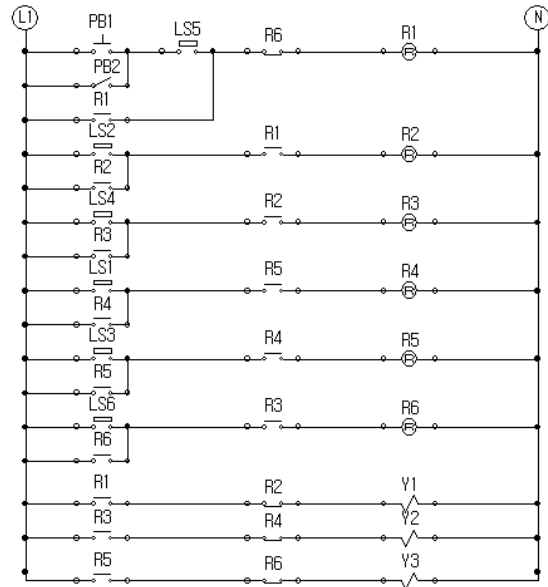 L1 N
PB1 LS5 R6 R1
PB2
R1
LS2 R1 R2
R2
LS4 R2 R3
R3
LS1 R5 R4
R4
LS3 R4 R5
R5
LS6 R3 R6
R6
R1 R2 Y1
R3 R4 Y2
R5 R6 Y3
R
R
R
R
R
R